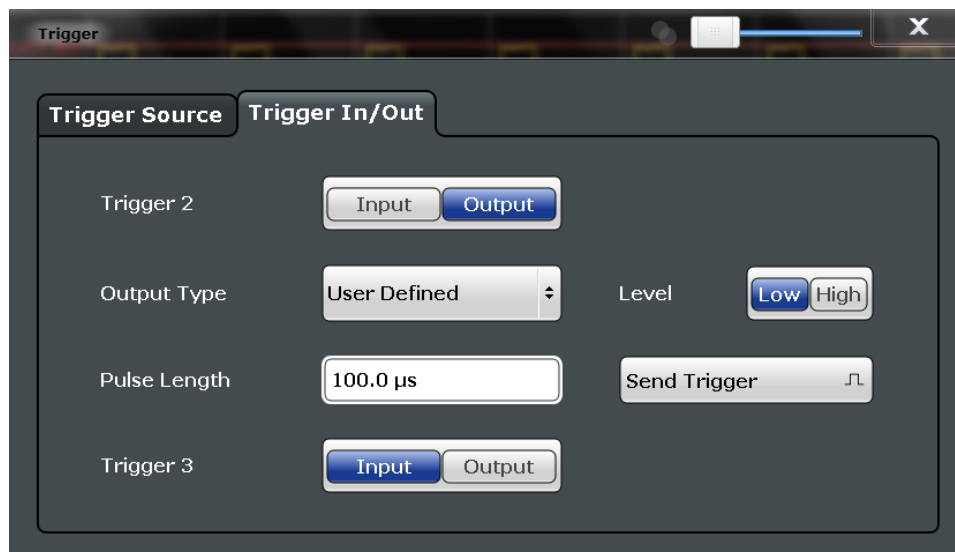 Trigger
X
Trigger Source Trigger In/Out
Trigger 2 Input Output
Output Type User Defined Level Low High
Pulse Length 100.0 µs Send Trigger
Trigger 3 Input Output